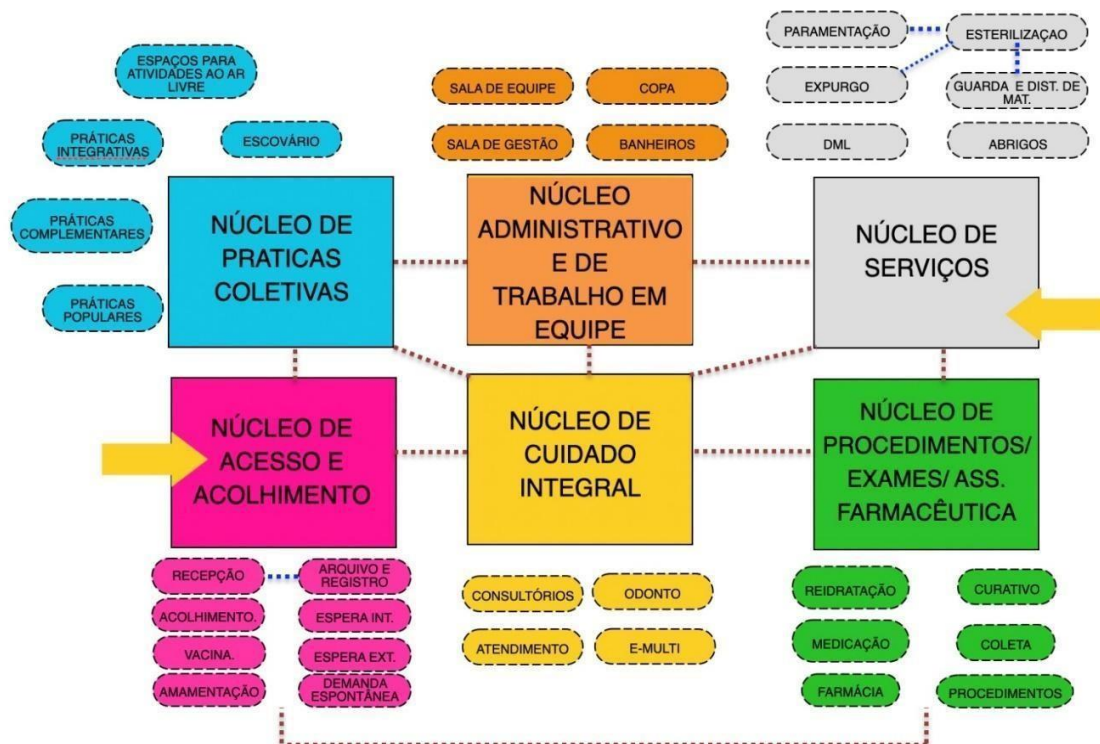 ESPAÇOS PARA
ATIVIDADES AO AR
LIVRE
PRÁTICAS
INTEGRATIVAS
ESCOVÁRIO
PRÁTICAS
COMPLEMENTARES
PRÁTICAS
POPULARES
NÚCLEO DE
PRATICAS
COLETIVAS
SALA DE EQUIPE
COPA
SALA DE GESTÃO
BANHEIROS
NÚCLEO
ADMINISTRATIVO
E DE
TRABALHO EM
EQUIPE
PARAMENTAÇÃO
ESTERILIZAÇAO
EXPURGO
GUARDA E DIST. DE
MAT.
DML
ABRIGOS
NÚCLEO DE
SERVIÇOS
NÚCLEO DE
ACESSO E
ACOLHIMENTO
RECEPÇÃO
ARQUIVO E
REGISTRO
ACOLHIMENTO.
ESPERA INT.
VACINA.
ESPERA EXT.
AMAMENTAÇÃO
DEMANDA
ESPONTÂNEA
NÚCLEO DE
CUIDADO
INTEGRAL
CONSULTÓRIOS
ODONTO
ATENDIMENTO
E-MULTI
NÚCLEO DE
PROCEDIMENTOS/
EXAMES/ ASS.
FARMACÊUTICA
REIDRATAÇÃO
CURATIVO
MEDICAÇÃO
COLETA
FARMÁCIA
PROCEDIMENTOS